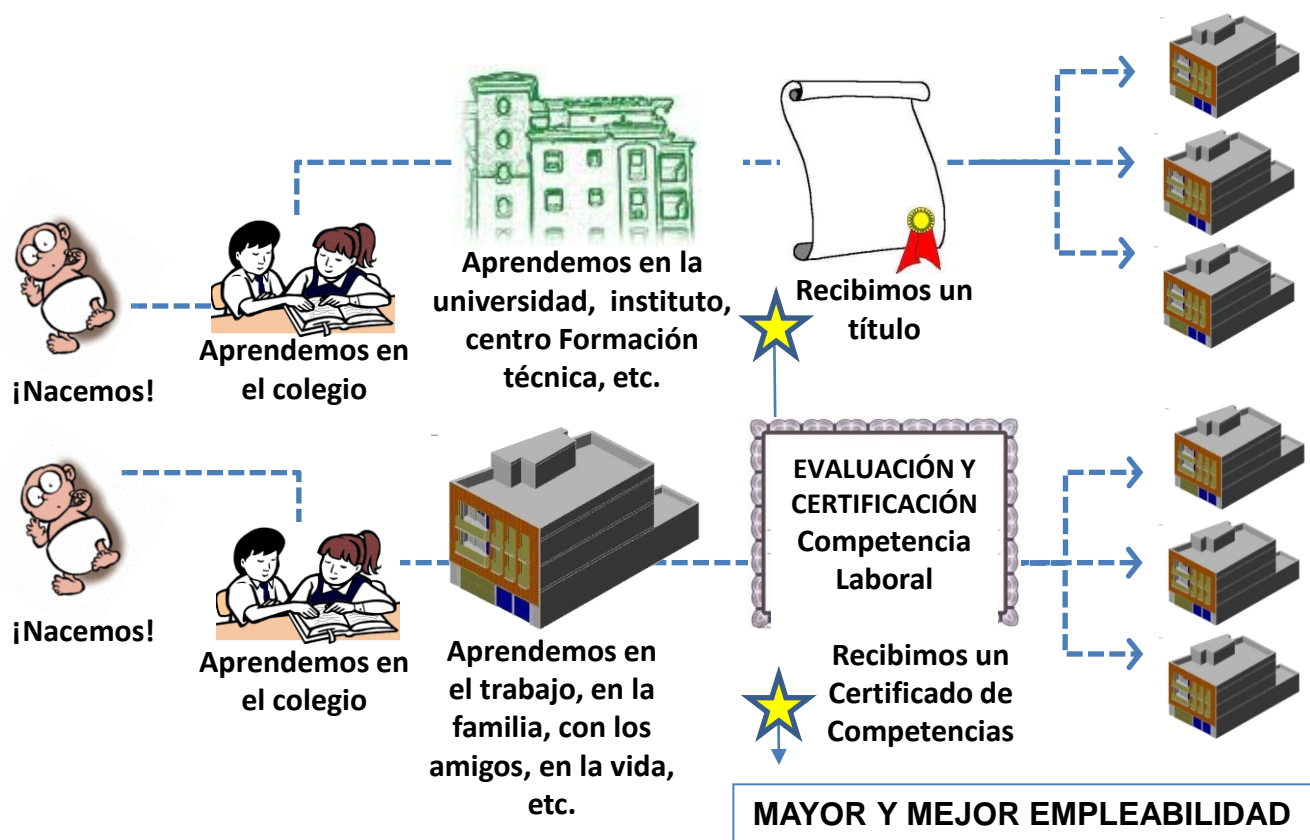 ¡Nacemos!
Aprendemos en
el colegio
Aprendemos en la
universidad, instituto,
centro Formación
técnica, etc.
Recibimos un
título
¡Nacemos!
Aprendemos en
el colegio
Aprendemos en
el trabajo, en la
familia, con los
amigos, en la vida,
etc.
EVALUACIÓN Y
CERTIFICACIÓN
Competencia
Laboral
Recibimos un
Certificado de
Competencias
MAYOR Y MEJOR EMPLEABILIDAD